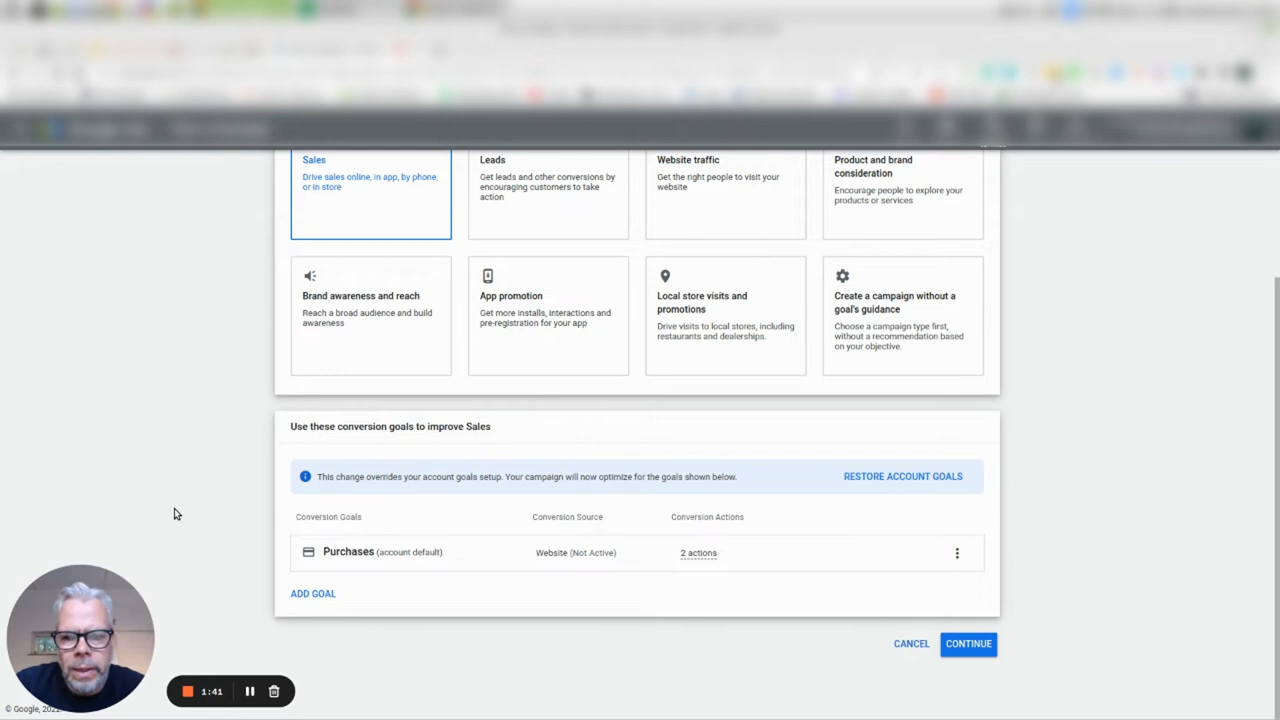 Sales
Drive sales online, in app, by phone,
or in store
Leads
Get leads and other conversions by
encouraging customers to take
action
Website traffic
Get the right people to visit your
website
Product and brand
consideration
Encourage people to explore your
products or services
Brand awareness and reach
Reach a broad audience and build
awareness
App promotion
Get more installs, interactions and
pre-registration for your app
Local store visits and
promotions
Drive visits to local stores, including
restaurants and dealerships.
Create a campaign without a
goal's guidance
Choose a campaign type first,
without a recommendation based
on your objective.
Use these conversion goals to improve Sales
This change overrides your account goals setup. Your campaign will now optimize for the goals shown below.
RESTORE ACCOUNT GOALS
Conversion Goals Conversion Source Conversion Actions
Purchases (account default) Website (Not Active) 2 actions
ADD GOAL
CANCEL CONTINUE
1:41
© Google,